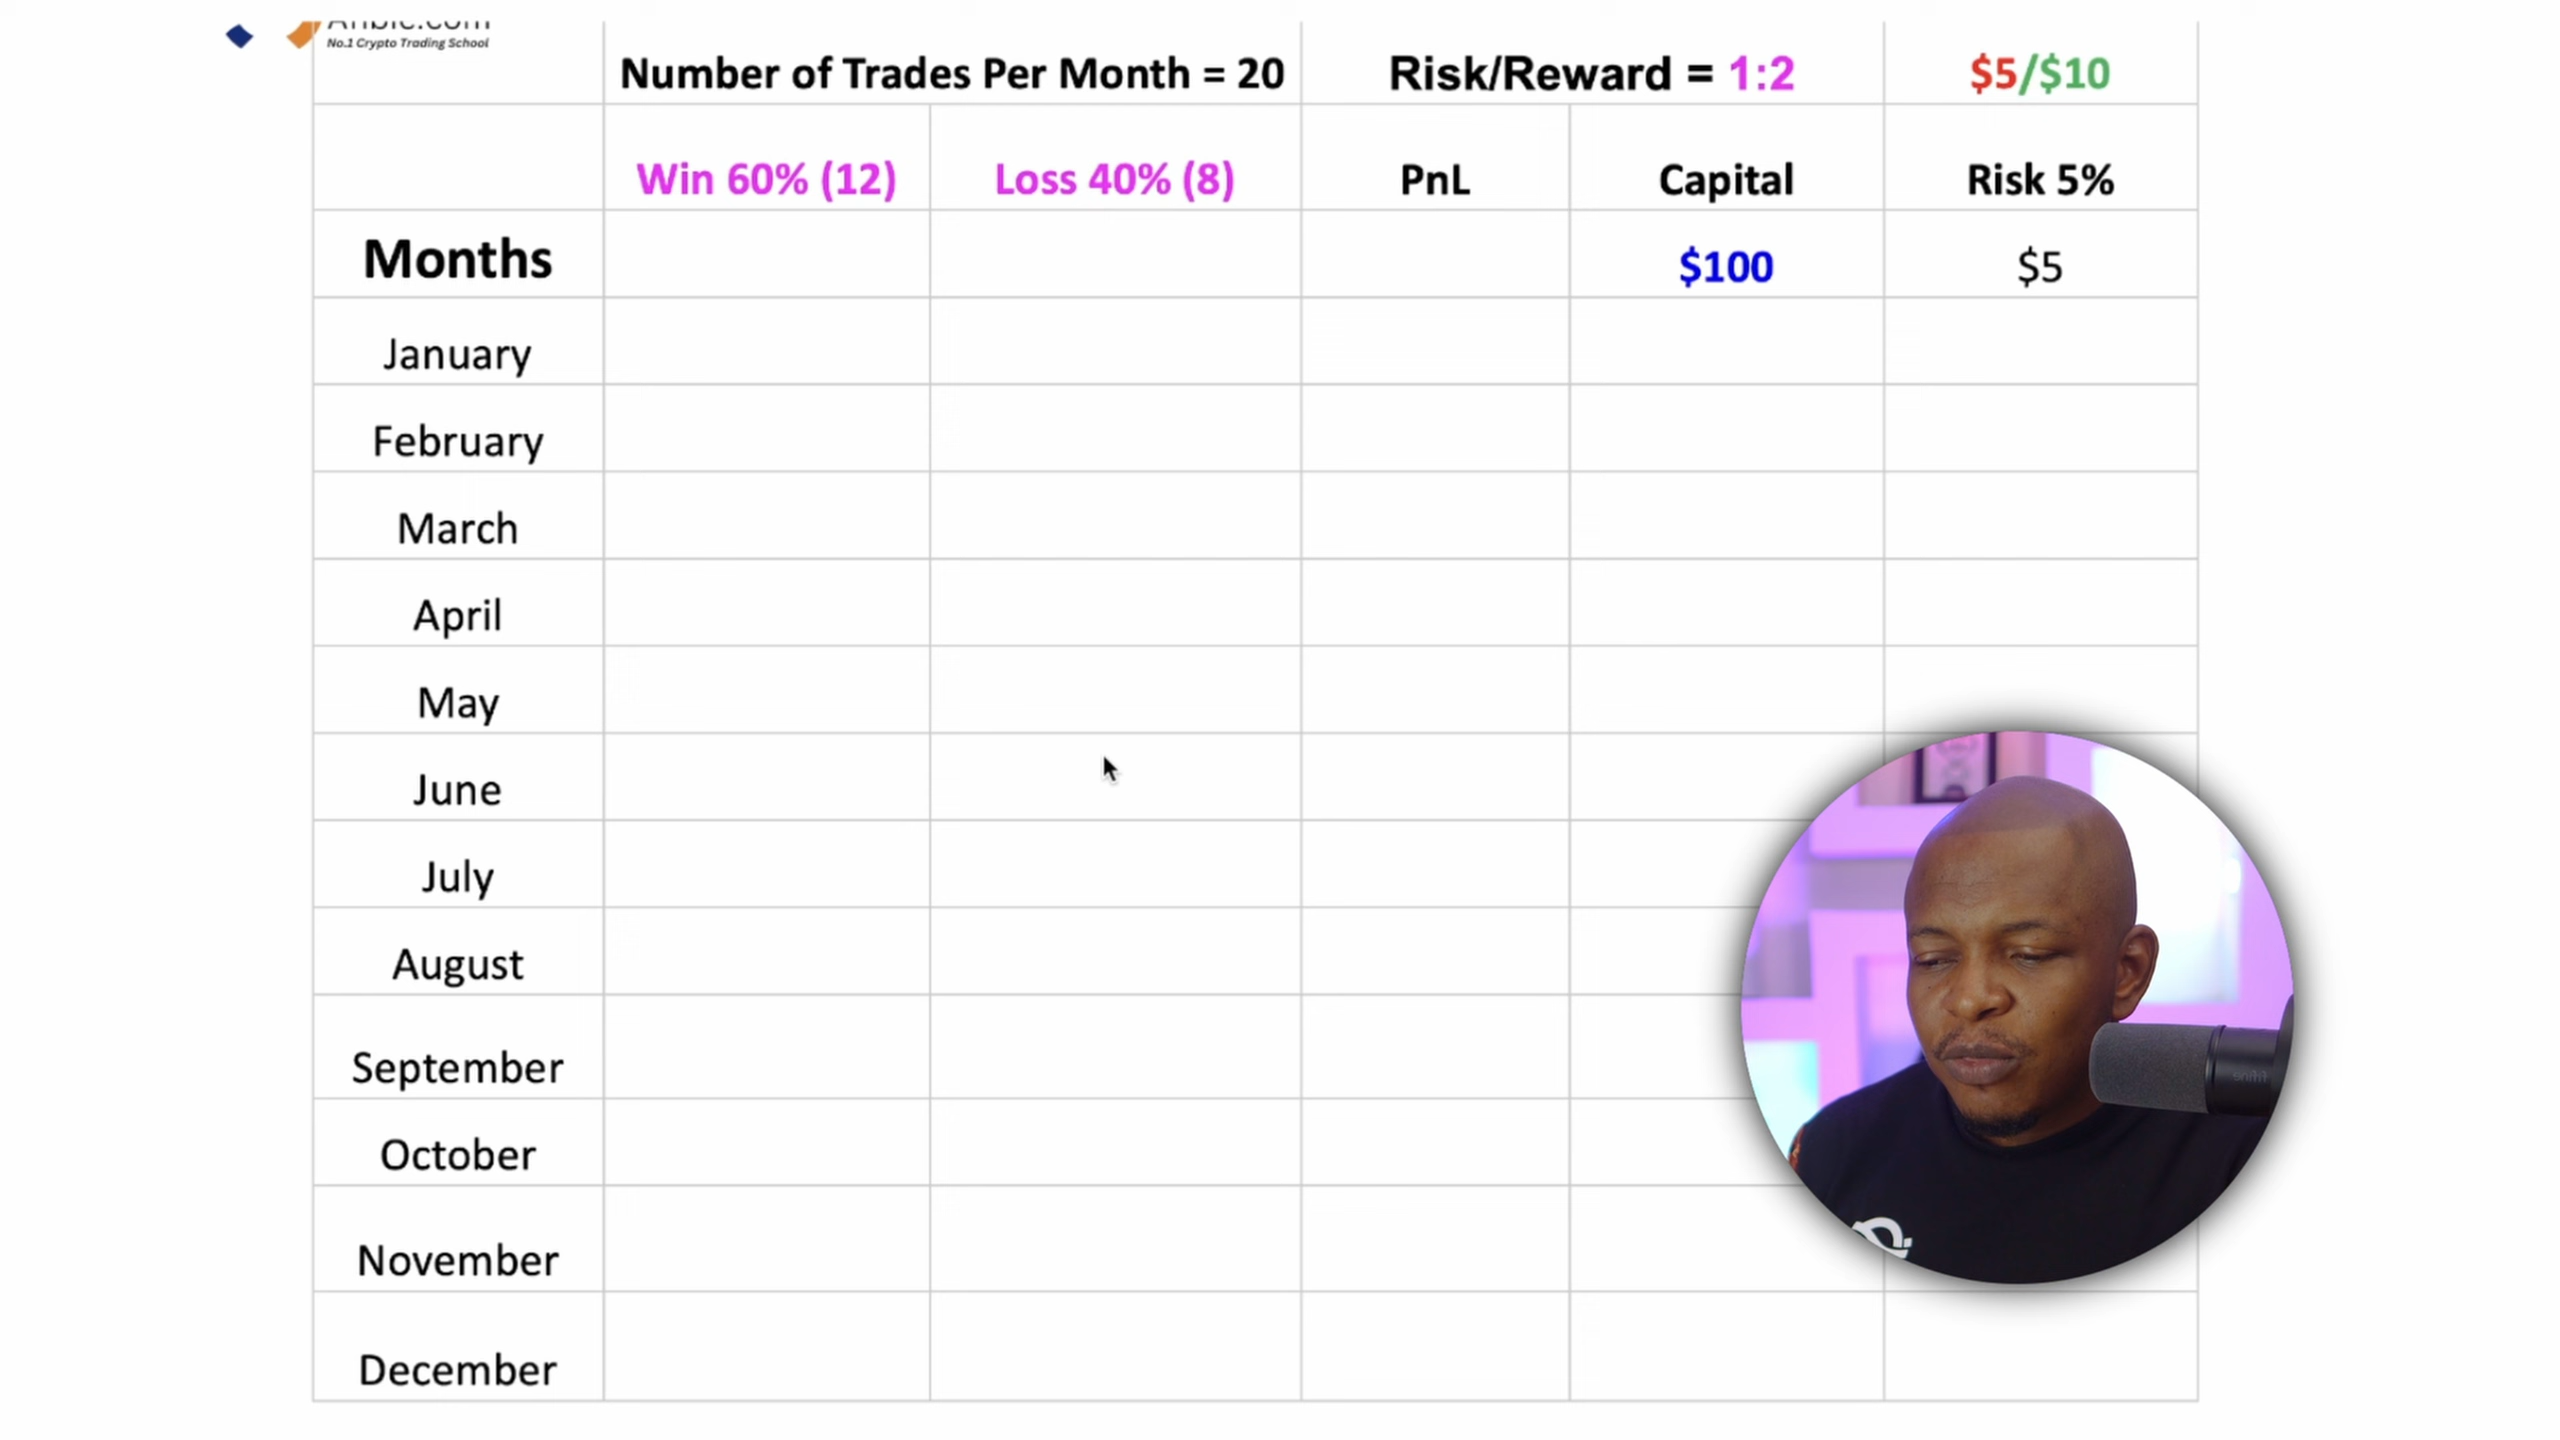 No.1 Crypto Trading School
Number of Trades Per Month = 20 Risk/Reward = 1:2 $5/$10
Win 60% (12) Loss 40% (8) PnL Capital Risk 5%
Months $100 $5
January
February
March
April
May
June
July
August
September
October
November
December